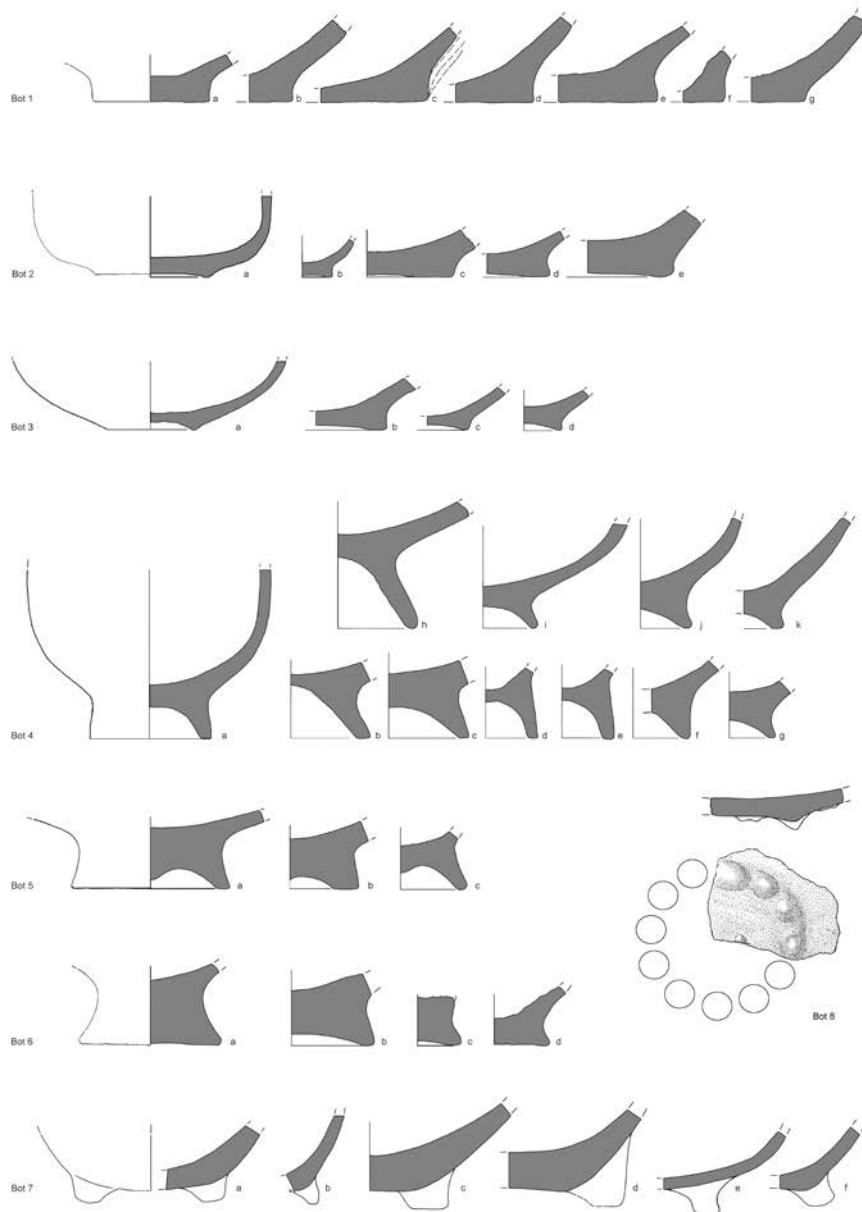 Bot 1 a b c d e f g
Bot 2 a b c d e
Bot 3 a b c d
h i j k
Bot 4 a b c d e f g
Bot 5 a b c
Bot 8
Bot 6 a b c d
Bot 7 a b c d e f